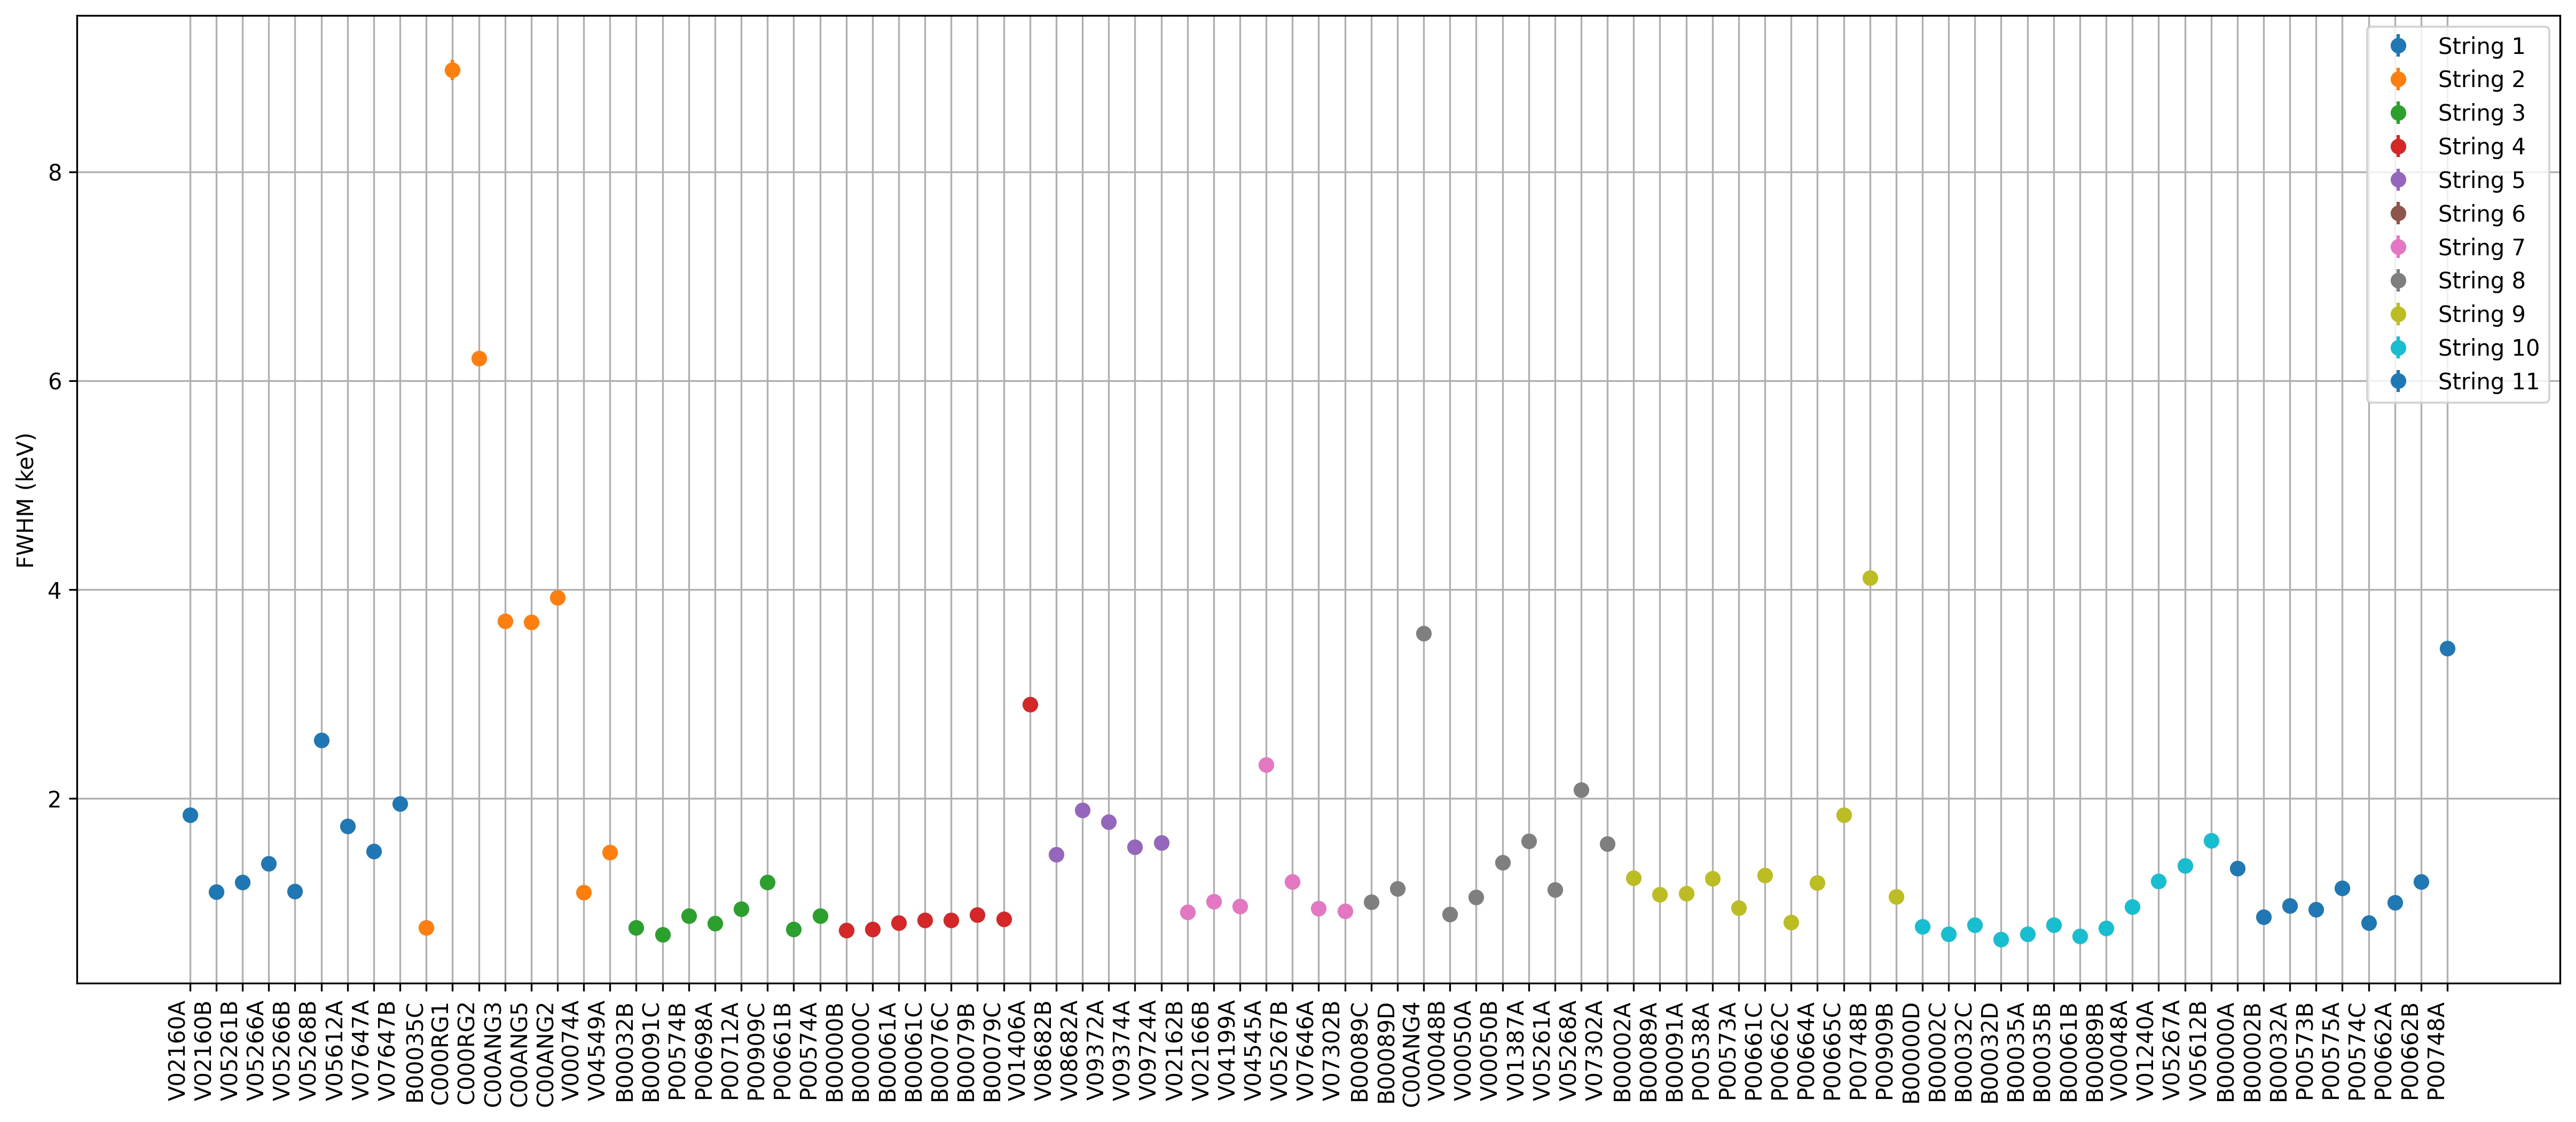 FWHM (keV)
8
6
4
2
String 1
String 2
String 3
String 4
String 5
String 6
String 7
String 8
String 9
String 10
String 11
V02160A
V02160B
V05261B
V05266A
V05266B
V05268B
V05612A
V07647A
V07647B
B00035C
C000RG1
C000RG2
C00ANG3
C00ANG5
C00ANG2
V00074A
V04549A
B00032B
B00091C
P00574B
P00698A
P00712A
P00909C
P00661B
P00574A
B00000B
B00000C
B00061A
B00061C
B00076C
B00079B
B00079C
V01406A
V08682B
V08682A
V09372A
V09374A
V09724A
V02162B
V02166B
V04199A
V04545A
V05267B
V07646A
V07302B
B00089C
B00089D
C00ANG4
V00048B
V00050A
V00050B
V01387A
V05261A
V05268A
V07302A
B00002A
B00089A
B00091A
P00538A
P00573A
P00661C
P00662C
P00664A
P00665C
P00748B
P00909B
B00000D
B00002C
B00032C
B00032D
B00035A
B00035B
B00061B
B00089B
V00048A
V01240A
V05267A
V05612B
B00000A
B00002B
B00032A
P00573B
P00575A
P00574C
P00662A
P00662B
P00748A